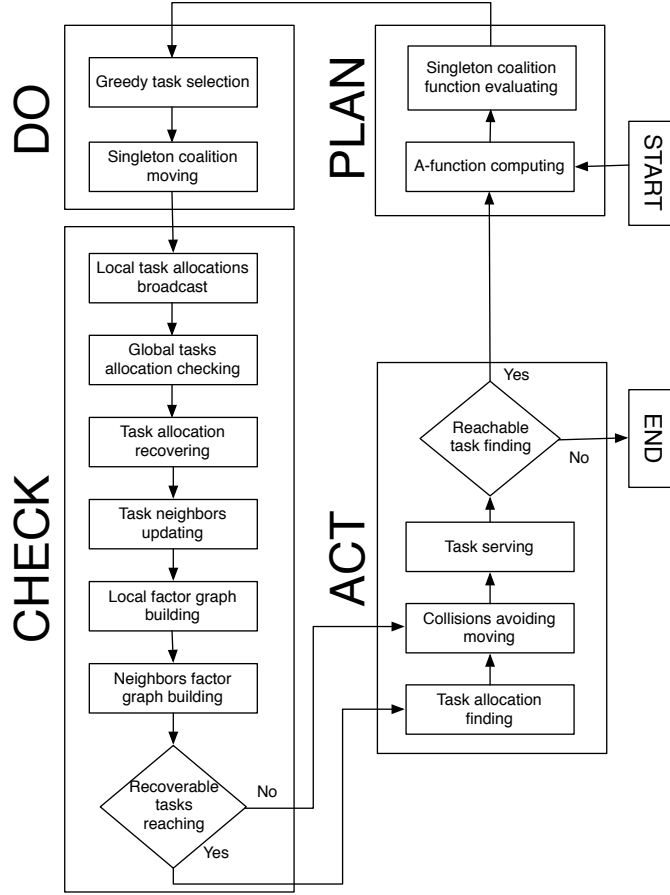 DO
Greedy task selection
Singleton coalition
moving
PLAN
Singleton coalition
function evaluating
A-function computing
START
CHECK
Local task allocations
broadcast
Global tasks
allocation checking
Task allocation
recovering
Task neighbors
updating
Local factor graph
building
Neighbors factor
graph building
Recoverable
tasks
reaching
No
Yes
ACT
Yes
Reachable
task finding
No
Task serving
Collisions avoiding
moving
Task allocation
finding
END